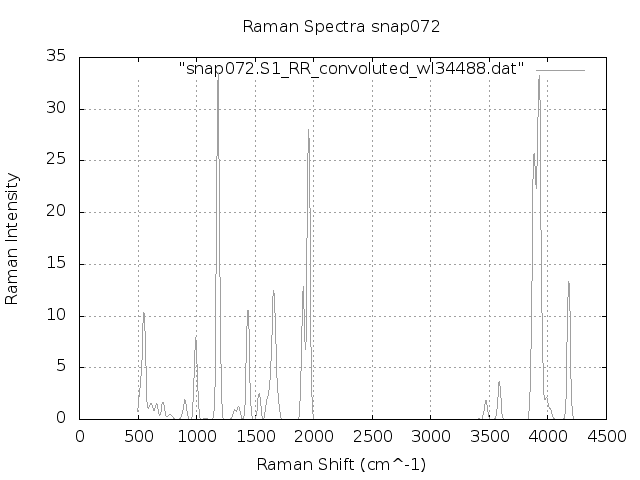 Raman Spectra snap072
"snap072.S1_RR_convoluted_wl34488.dat"
Raman Intensity
35
30
25
20
15
10
5
0
0 500 1000 1500 2000 2500 3000 3500 4000 4500
Raman Shift (cm^-1)